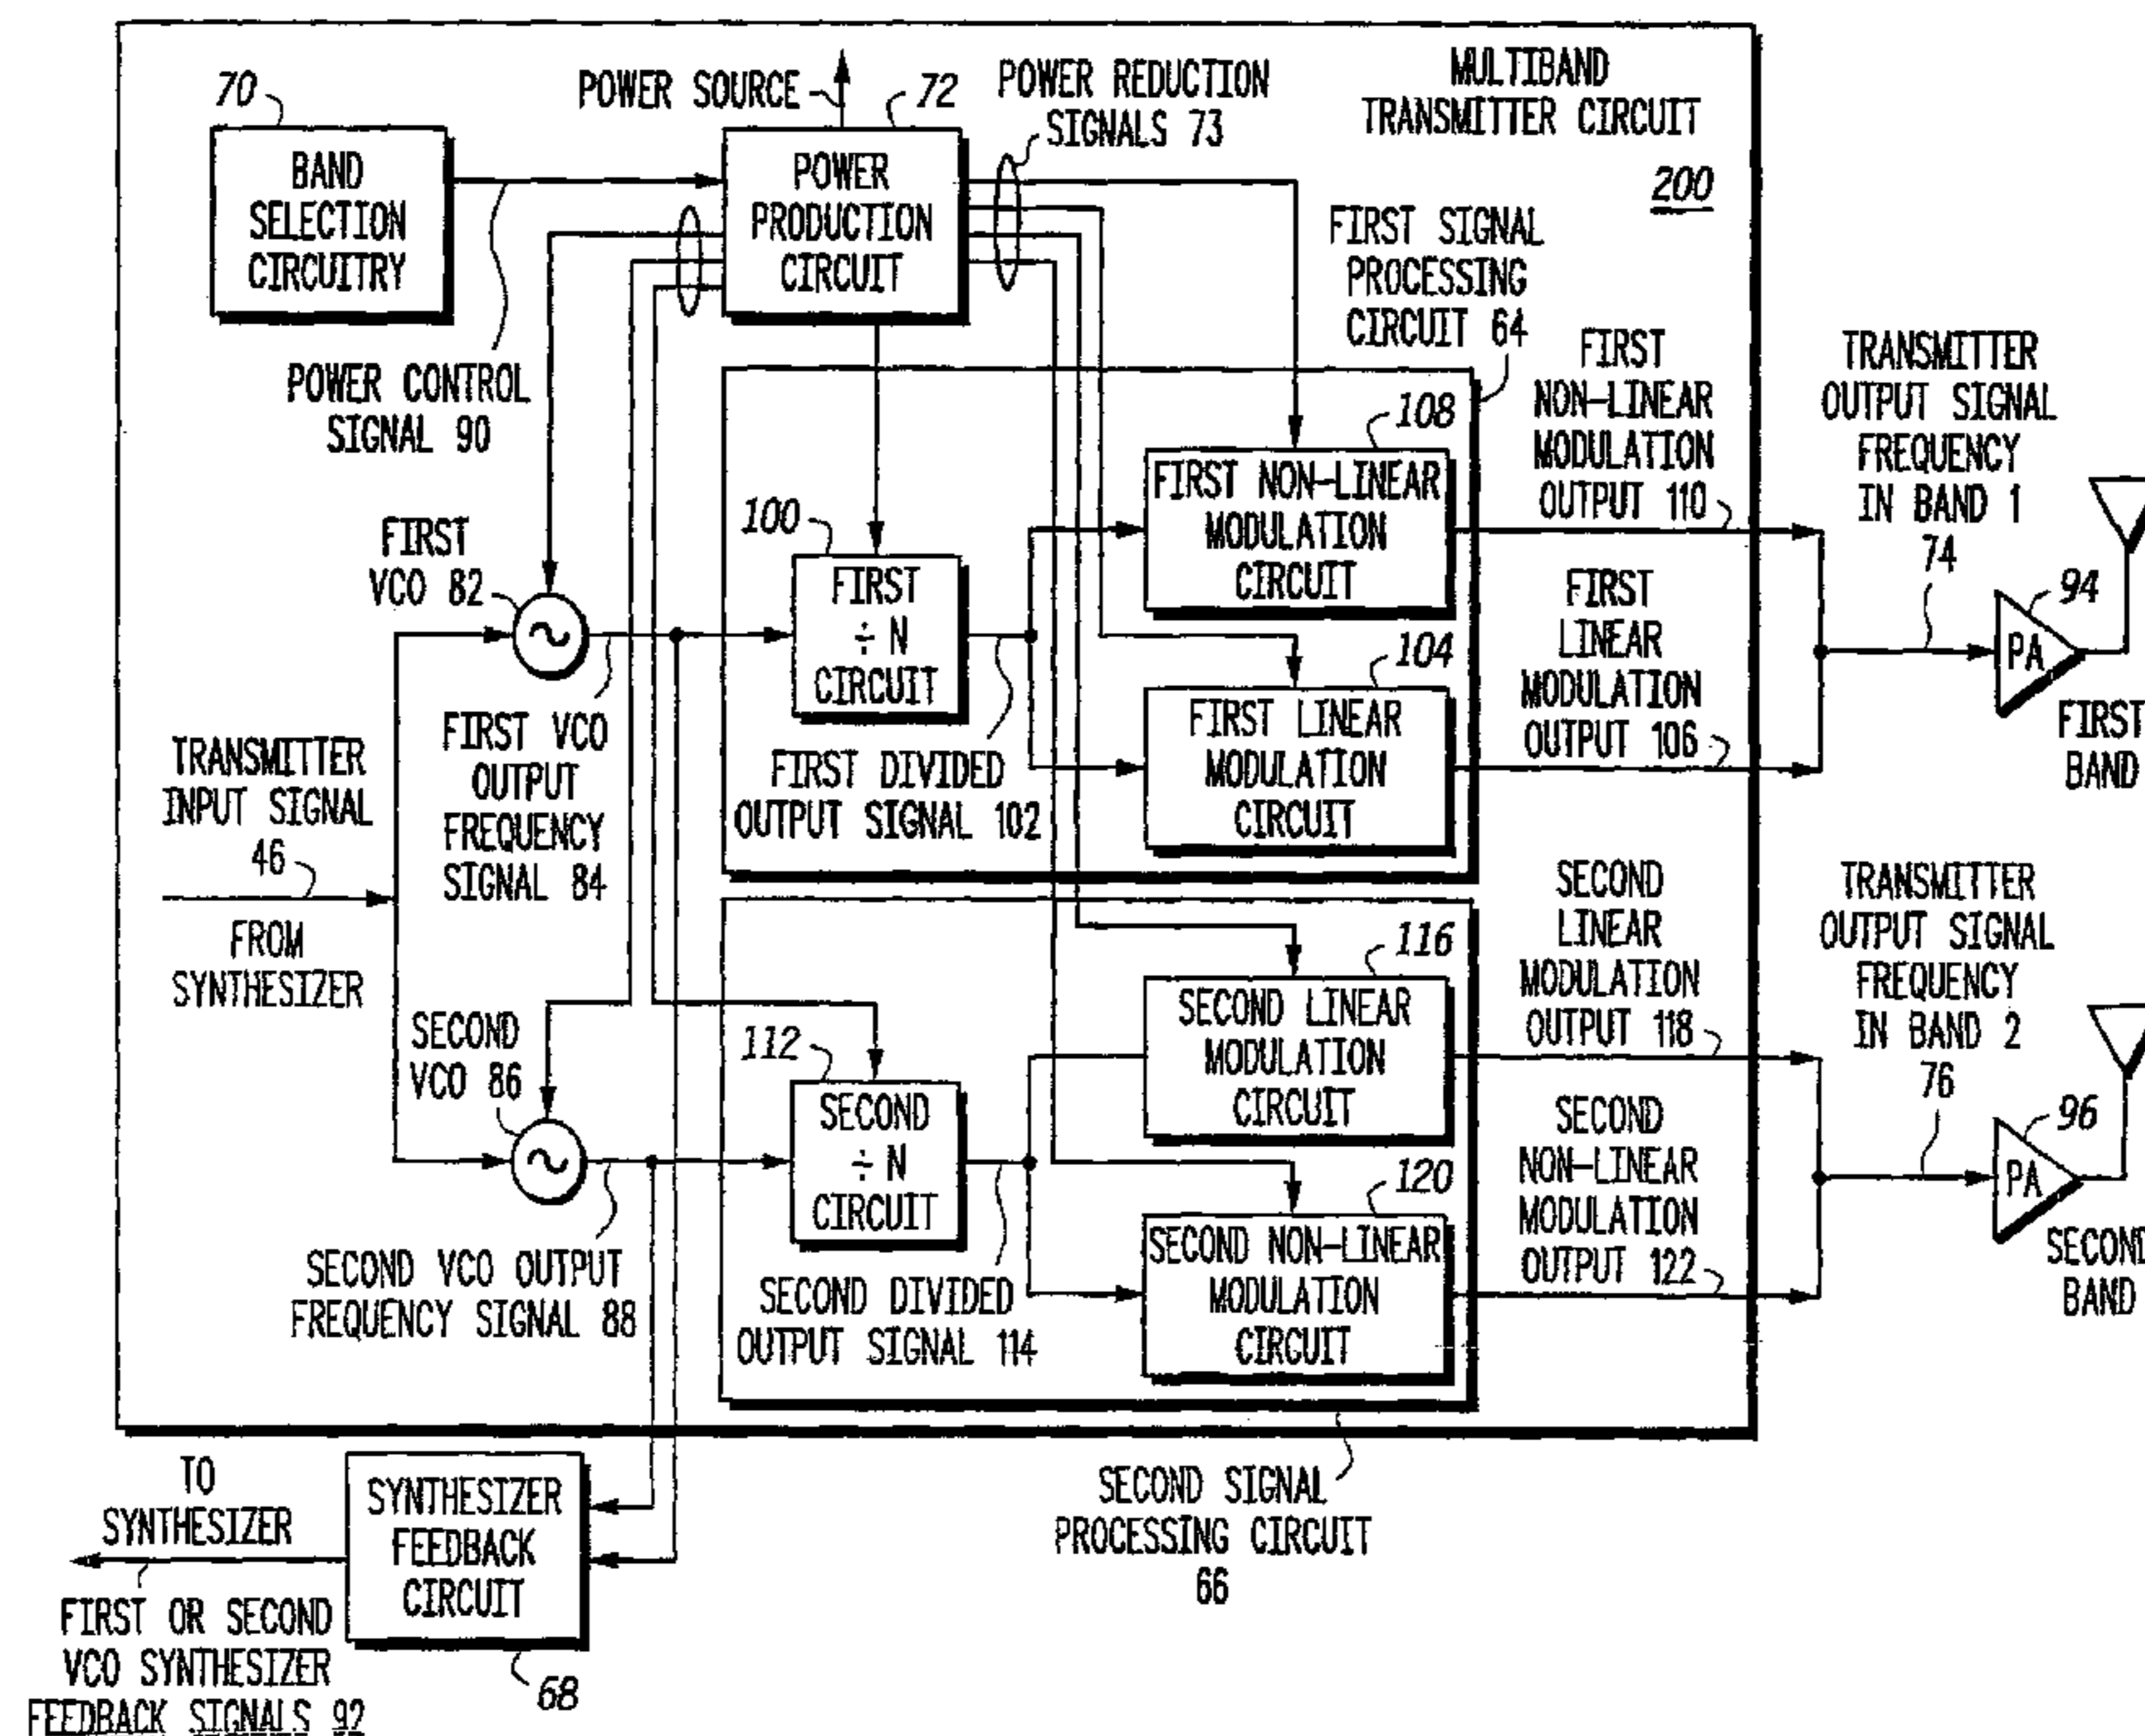 MULTIBAND
TRANSMITTER CIRCUIT
200
70
BAND
SELECTION
CIRCUITRY
POWER SOURCE
72
POWER
PRODUCTION
CIRCUIT
POWER REDUCTION
SIGNALS 73
FIRST SIGNAL
PROCESSING
CIRCUIT 64
POWER CONTROL
SIGNAL 90
FIRST
VCO 82
100
FIRST
÷ N
CIRCUIT
108
FIRST NON-LINEAR
MODULATION
CIRCUIT
FIRST
NON-LINEAR
MODULATION
OUTPUT 110
TRANSMITTER
OUTPUT SIGNAL
FREQUENCY
IN BAND 1
74
94
PA
FIRST
BAND
104
FIRST LINEAR
MODULATION
CIRCUIT
FIRST
LINEAR
MODULATION
OUTPUT 106
FIRST VCO
OUTPUT
FREQUENCY
SIGNAL 84
FIRST DIVIDED
OUTPUT SIGNAL 102
TRANSMITTER
INPUT SIGNAL
46
FROM
SYNTHESIZER
SECOND
VCO 86
112
SECOND
÷ N
CIRCUIT
116
SECOND LINEAR
MODULATION
CIRCUIT
SECOND
LINEAR
MODULATION
OUTPUT 118
TRANSMITTER
OUTPUT SIGNAL
FREQUENCY
IN BAND 2
76
96
PA
SECOND
BAND
120
SECOND NON-LINEAR
MODULATION
CIRCUIT
SECOND
NON-LINEAR
MODULATION
OUTPUT 122
SECOND VCO OUTPUT
FREQUENCY SIGNAL 88
SECOND DIVIDED
OUTPUT SIGNAL 114
SECOND SIGNAL
PROCESSING CIRCUIT
66
TO
SYNTHESIZER
SYNTHESIZER
FEEDBACK
CIRCUIT
68
FIRST OR SECOND
VCO SYNTHESIZER
FEEDBACK SIGNALS 92